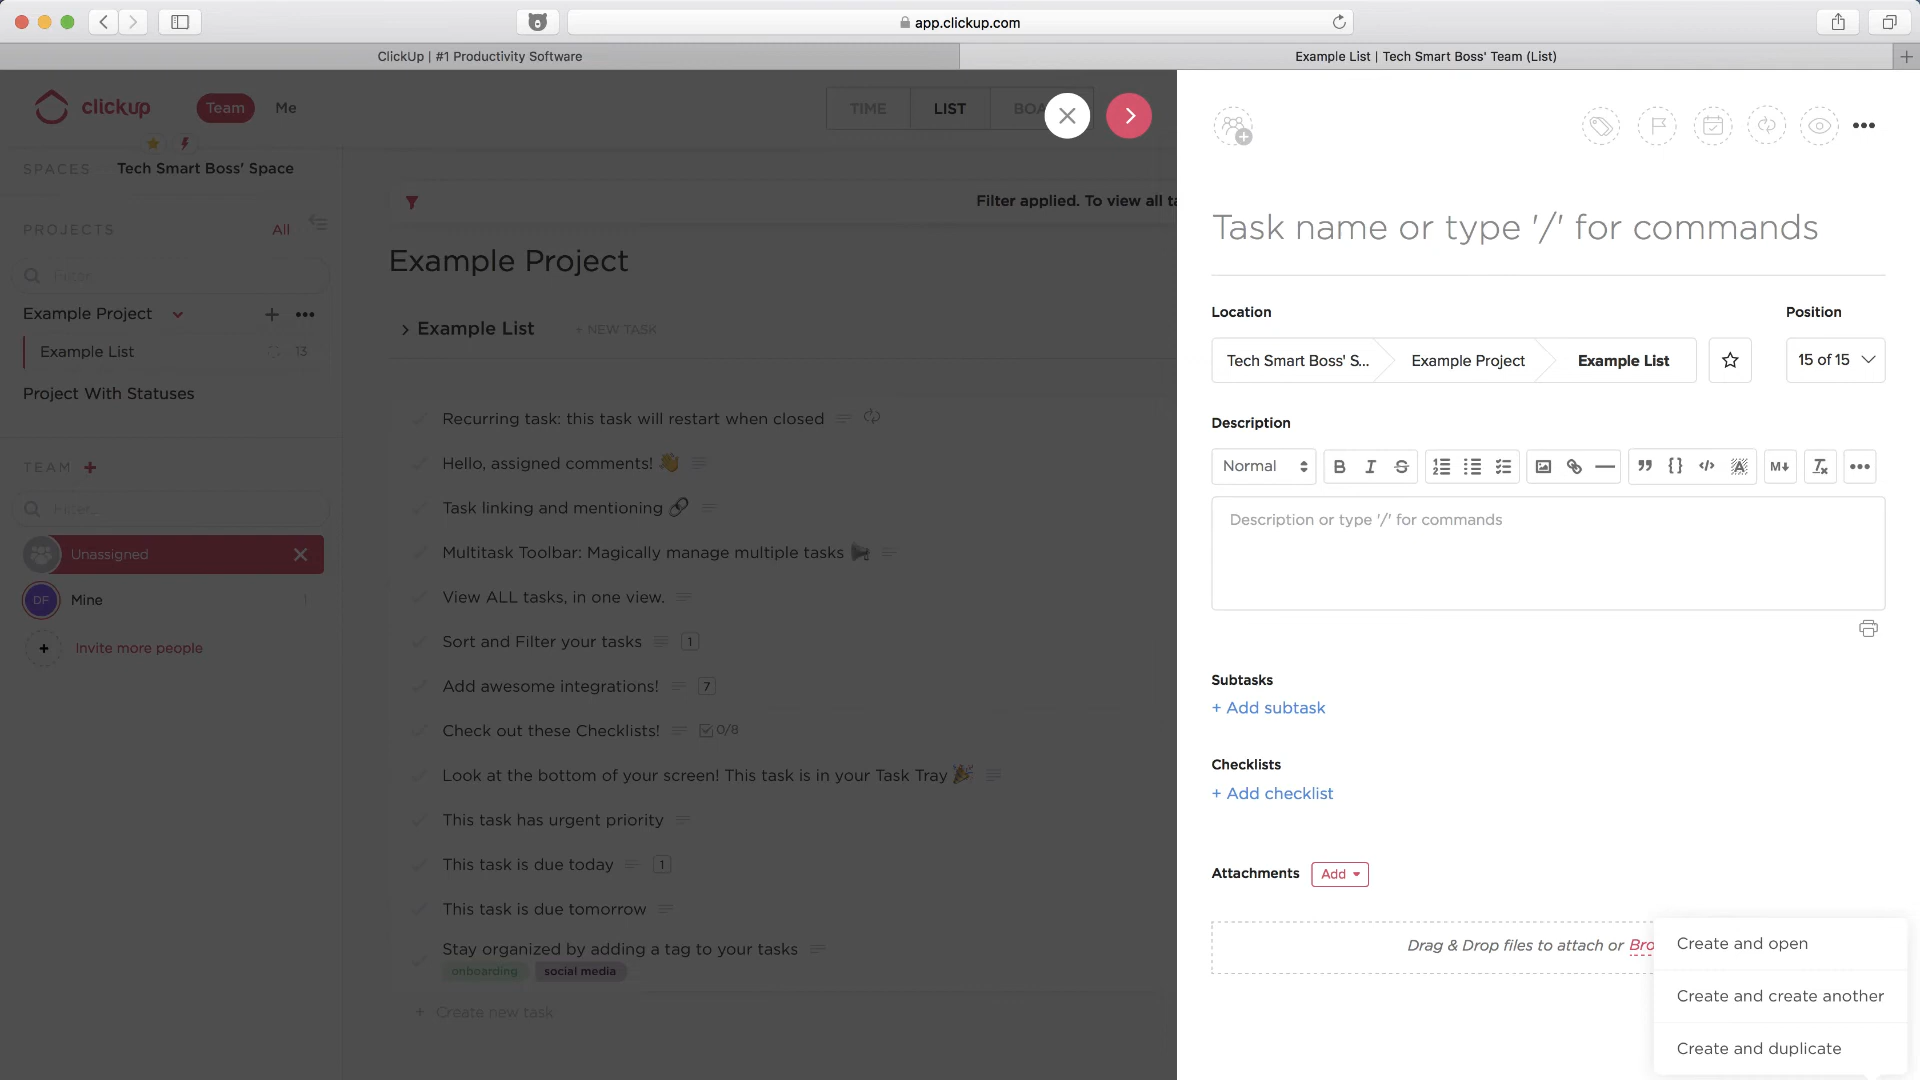 app.clickup.com
ClickUp | #1 Productivity Software
Example List | Tech Smart Boss' Team (List)
clickup
Team
Me
TIME
LIST
BOA
SPACES
Tech Smart Boss' Space
PROJECTS
All
Filter...
Example Project
Example List
13
Project With Statuses
TEAM
Filter...
Unassigned
DF
Mine
1
Invite more people
Filter applied. To view all ta
Example Project
Example List
+ NEW TASK
Recurring task: this task will restart when closed
Hello, assigned comments!
Task linking and mentioning
Multitask Toolbar: Magically manage multiple tasks
View ALL tasks, in one view.
Sort and Filter your tasks
1
Add awesome integrations!
7
Check out these Checklists!
0/8
Look at the bottom of your screen! This task is in your Task Tray
This task has urgent priority
This task is due today
1
This task is due tomorrow
Stay organized by adding a tag to your tasks
onboarding
social media
+ Create new task
Task name or type '/' for commands
Location
Position
Tech Smart Boss' S...
Example Project
Example List
15 of 15
Description
Normal
B
I
S
M
Description or type '/' for commands
Subtasks
+ Add subtask
Checklists
+ Add checklist
Attachments
Add
Drag & Drop files to attach or Bro
Create and open
Create and create another
Create and duplicate